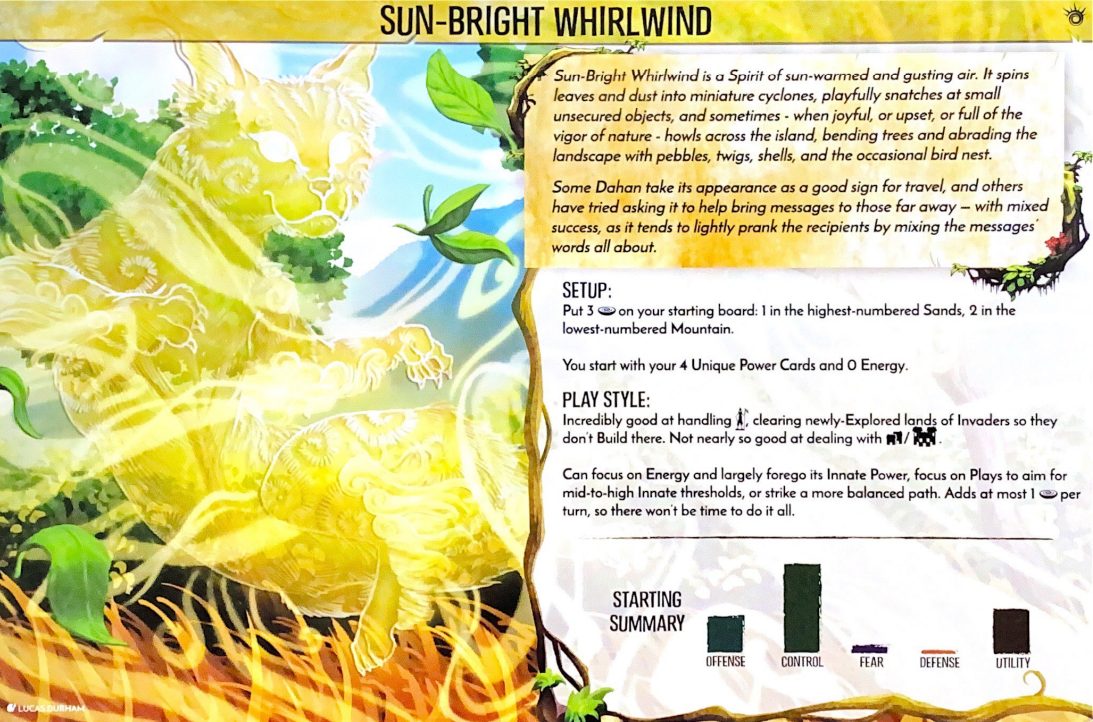 SUN-BRIGHT WHIRLWIND
Sun-Bright Whirlwind is a Spirit of sun-warmed and gusting air. It spins
leaves and dust into miniature cyclones, playfully snatches at small
unsecured objects, and sometimes - when joyful, or upset, or full of the
vigor of nature - howls across the island, bending trees and abrading the
landscape with pebbles, twigs, shells, and the occasional bird nest.
Some Dahan take its appearance as a good sign for travel, and others
have tried asking it to help bring messages to those far away – with mixed
success, as it tends to lightly prank the recipients by mixing the messages'
words all about.
SETUP:
Put 3 on your starting board: 1 in the highest-numbered Sands, 2 in the
lowest-numbered Mountain.
You start with your 4 Unique Power Cards and 0 Energy.
PLAY STYLE:
Incredibly good at handling , clearing newly-Explored lands of Invaders so they
don't Build there. Not nearly so good at dealing with / .
Can focus on Energy and largely forego its Innate Power, focus on Plays to aim for
mid-to-high Innate thresholds, or strike a more balanced path. Adds at most 1 per
turn, so there won't be time to do it all.
STARTING
SUMMARY
OFFENSE
CONTROL
FEAR
DEFENSE
UTILITY
LUCAS DURHAM